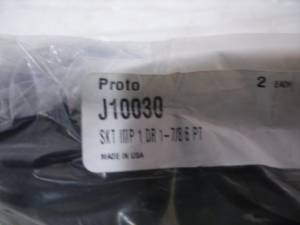 Proto 2 EACH
J10030
SKT IMP 1 DR 1-7/8 6 PT
MADE IN USA